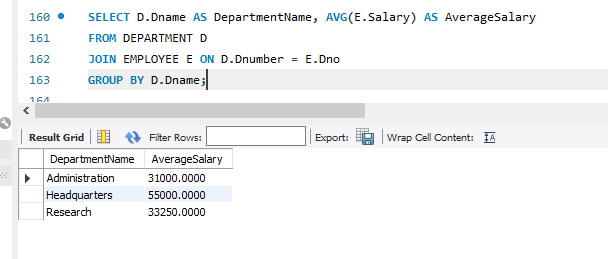 160 SELECT D.Dname AS DepartmentName, AVG(E.Salary) AS AverageSalary
161 FROM DEPARTMENT D
162 JOIN EMPLOYEE E ON D.Dnumber = E.Dno
163 GROUP BY D.Dname;
164
Result Grid Filter Rows: Export: Wrap Cell Content:
DepartmentName AverageSalary
Administration 31000.0000
Headquarters 55000.0000
Research 33250.0000